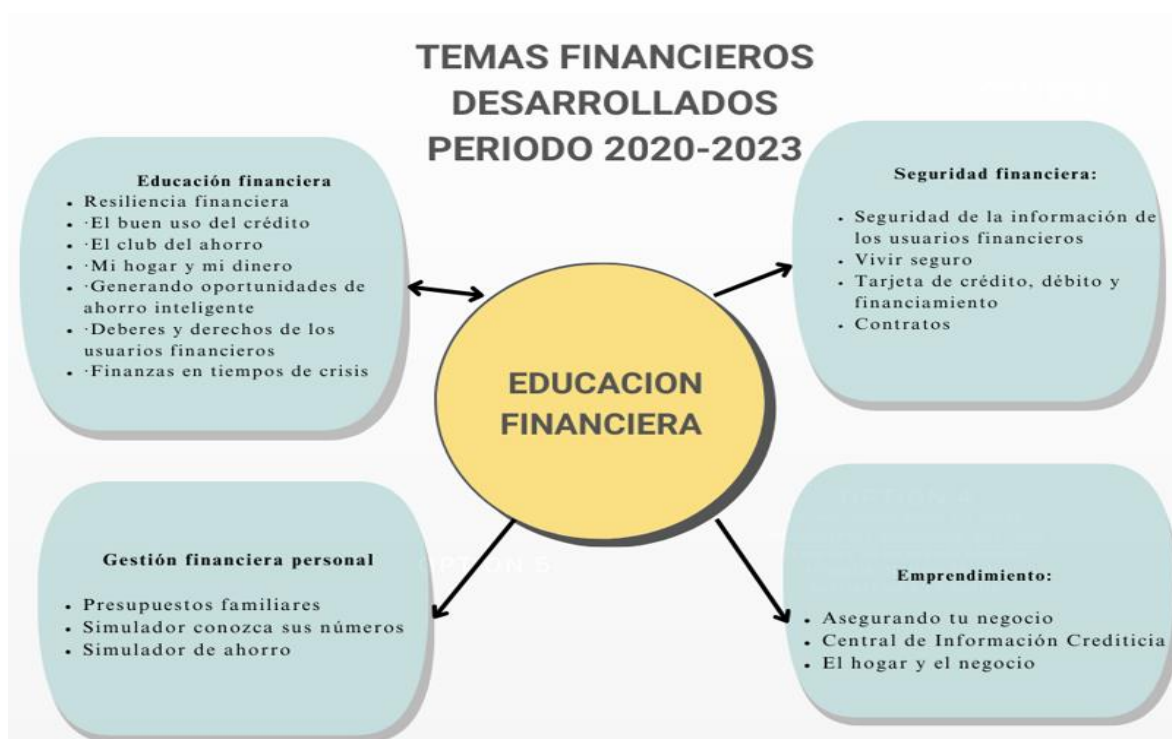 TEMAS FINANCIEROS
DESARROLLADOS
PERIODO 2020-2023
Educación financiera
• Resiliencia financiera
• ·El buen uso del crédito
• ·El club del ahorro
• ·Mi hogar y mi dinero
• ·Generando oportunidades de
ahorro inteligente
• ·Deberes y derechos de los
usuarios financieros
• ·Finanzas en tiempos de crisis
Seguridad financiera:
• Seguridad de la información de
los usuarios financieros
• Vivir seguro
• Tarjeta de crédito, débito y
financiamiento
• Contratos
EDUCACION
FINANCIERA
Gestión financiera personal
• Presupuestos familiares
• Simulador conozca sus números
• Simulador de ahorro
OPTION 5
OPTION 4
Emprendimiento:
• Asegurando tu negocio
• Central de Información Crediticia
• El hogar y el negocio